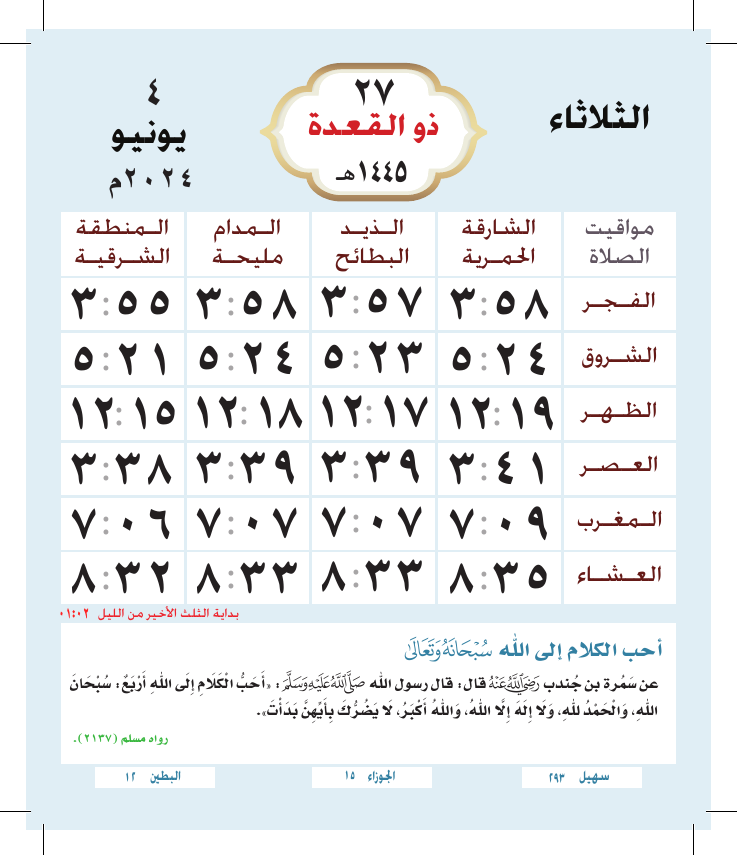 الثلاثاء
٢٧
ذو القعدة
١٤٤٥هـ
٤
يونيو
٢٠٢٤م
مواقيت الصلاة | الشارقة الحمرية | الذيد البطائح | المدام مليحة | المنطقة الشرقية
الفجر ٣:٥٨ ٣:٥٧ ٣:٥٨ ٣:٥٥
الشروق ٥:٢٤ ٥:٢٣ ٥:٢٤ ٥:٢١
الظهر ١٢:١٩ ١٢:١٧ ١٢:١٨ ١٢:١٥
العصر ٣:٤١ ٣:٣٩ ٣:٣٩ ٣:٣٨
المغرب ٧:٠٩ ٧:٠٧ ٧:٠٧ ٧:٠٦
العشاء ٨:٣٥ ٨:٣٣ ٨:٣٣ ٨:٣٢
بداية الثلث الأخير من الليل ٠١:٠٢
أحب الكلام إلى الله سُبْحَانَهُ وَتَعَالَىٰ
عن سَمُرة بن جُندب رَضِيَ اللَّهُ عَنْهُ قال: قال رسول الله صَلَّى اللَّهُ عَلَيْهِ وَسَلَّمَ: «أَحَبُّ الْكَلَامِ إِلَى اللهِ أَرْبَعٌ: سُبْحَانَ
اللهِ، وَالْحَمْدُ للهِ، وَلَا إِلَهَ إِلَّا اللهُ، وَاللهُ أَكْبَرُ، لَا يَضُرُّكَ بِأَيِّهِنَّ بَدَأْتَ».
رواه مسلم (٢١٣٧).
سهيل ٢٩٣
الجوزاء ١٥
البطين ١٢